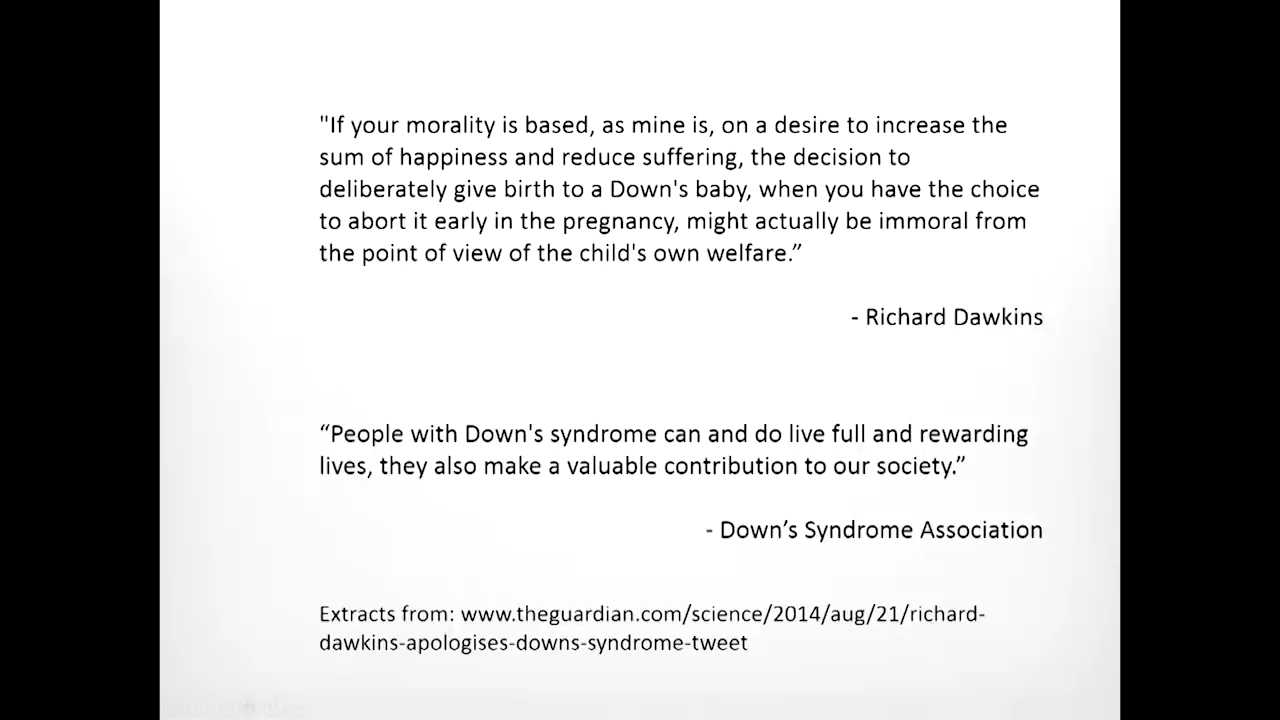 "If your morality is based, as mine is, on a desire to increase the
sum of happiness and reduce suffering, the decision to
deliberately give birth to a Down's baby, when you have the choice
to abort it early in the pregnancy, might actually be immoral from
the point of view of the child's own welfare.”
- Richard Dawkins
“People with Down's syndrome can and do live full and rewarding
lives, they also make a valuable contribution to our society.”
- Down’s Syndrome Association
Extracts from: www.theguardian.com/science/2014/aug/21/richard-
dawkins-apologises-downs-syndrome-tweet